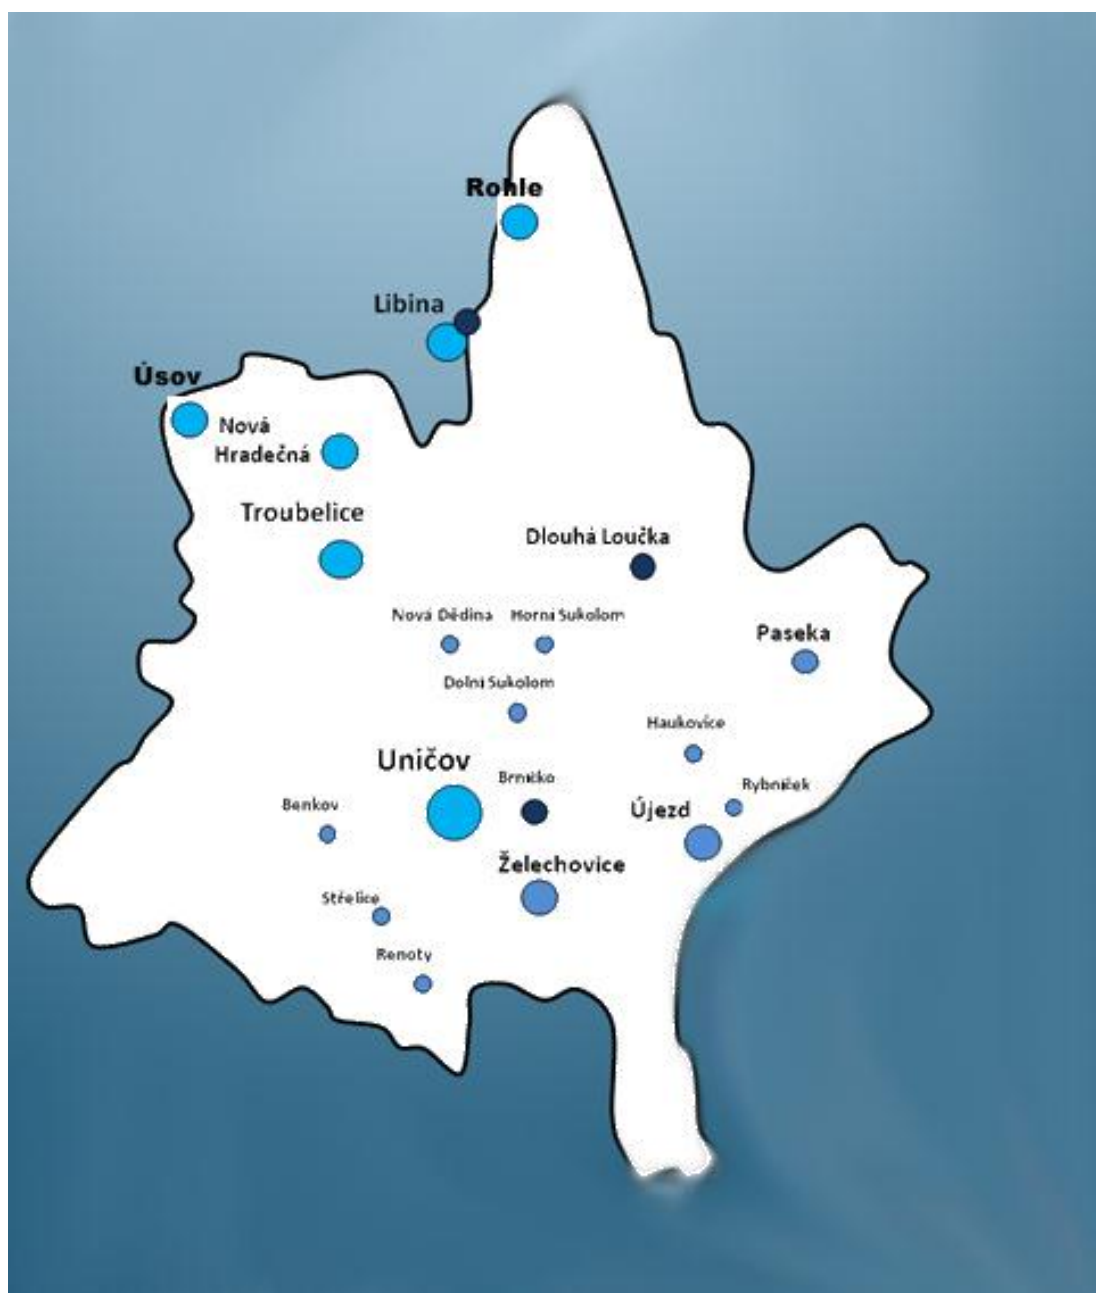 Rohle
Libina
Úsov
Nová
Hradečná
Troubelice
Dlouhá Loučka
Nová Dědina
Horní Sukolom
Paseka
Dolní Sukolom
Haukovice
Uničov
Brníčko
Rybníček
Benkov
Újezd
Želechovice
Střelice
Renoty